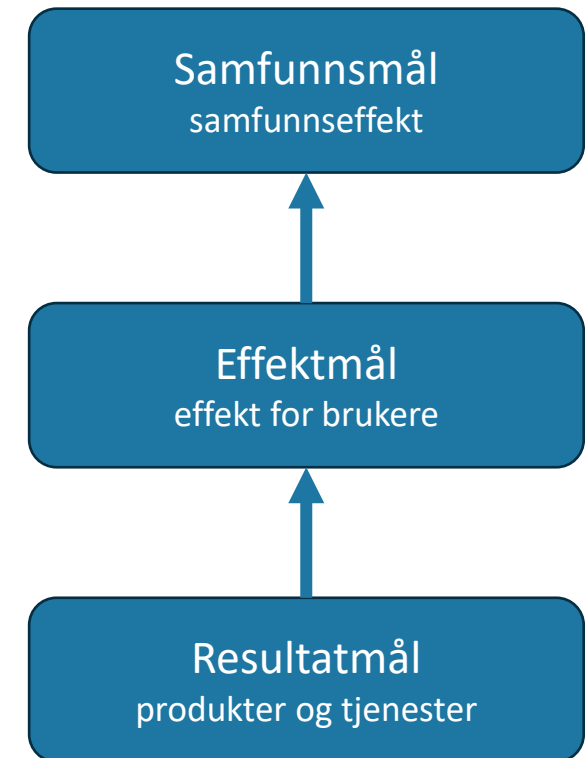 Samfunnsmål
samfunnseffekt
Effektmål
effekt for brukere
Resultatmål
produkter og tjenester